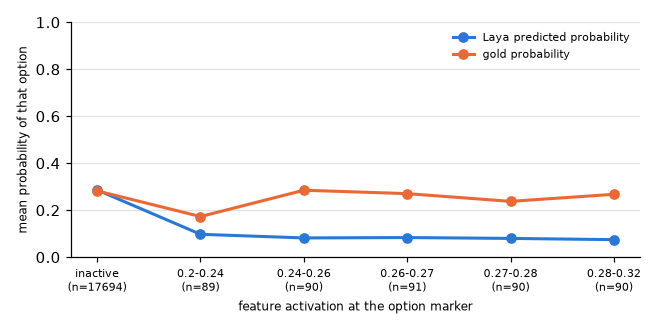 1.0
0.8
0.6
0.4
0.2
0.0
mean probability of that option
Laya predicted probability
gold probability
inactive
(n=17694)
0.2-0.24
(n=89)
0.24-0.26
(n=90)
0.26-0.27
(n=91)
0.27-0.28
(n=90)
0.28-0.32
(n=90)
feature activation at the option marker